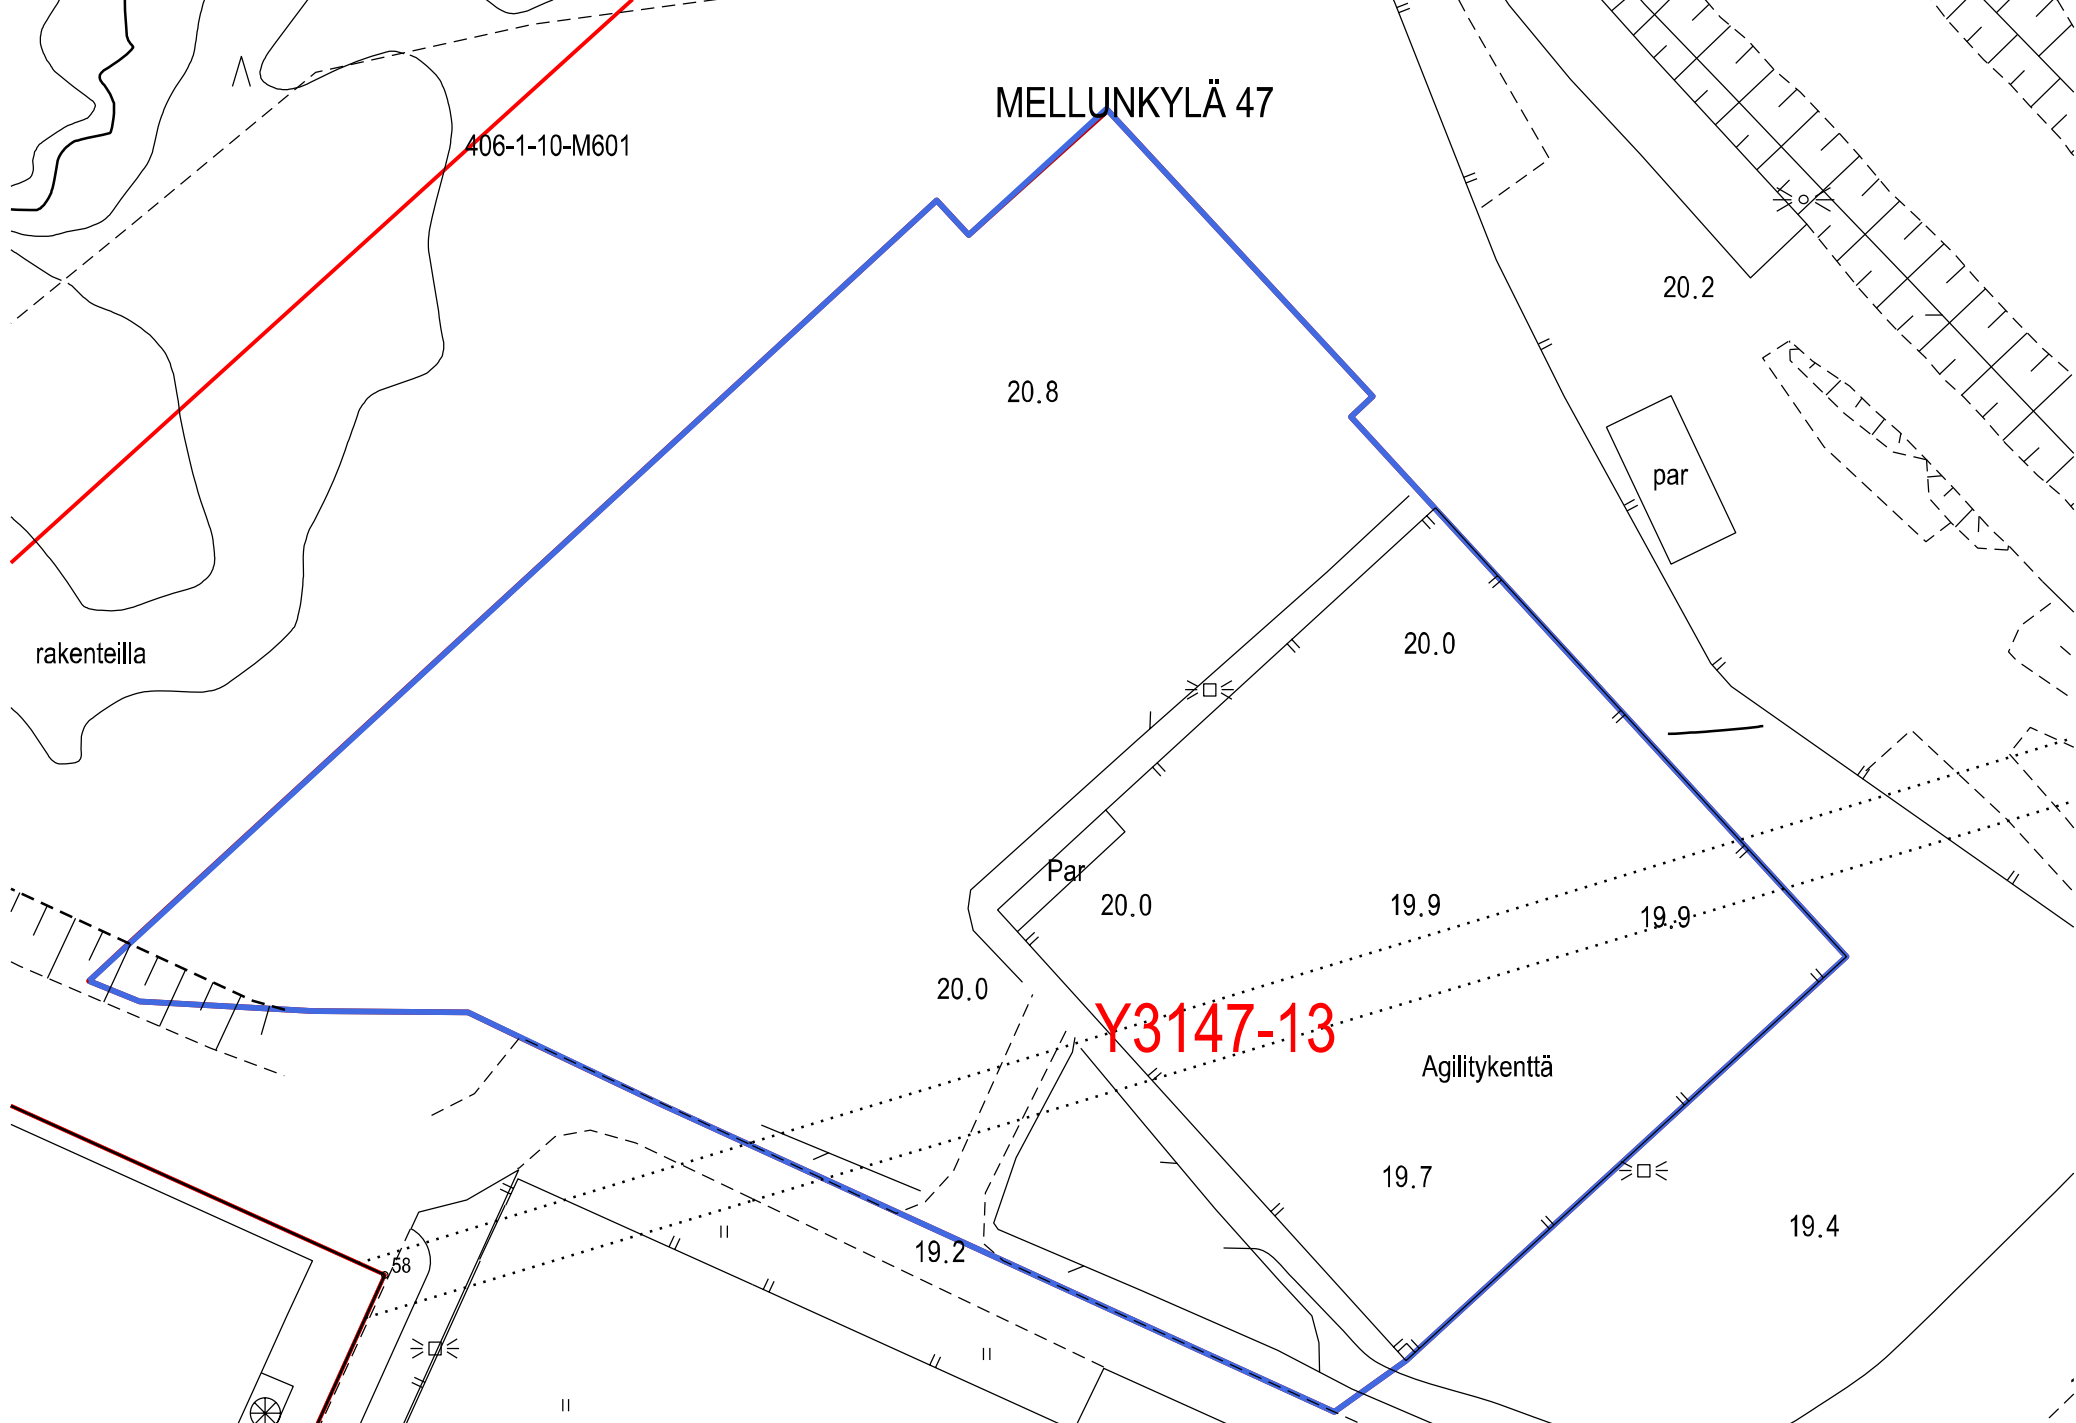 MELLUNKYLÄ 47
406-1-10-M601
20.2
20.8
par
20.0
rakenteilla
Par
20.0
19.9
19.9
20.0
Y3147-13
Agilitykenttä
19.7
19.4
19.2
58